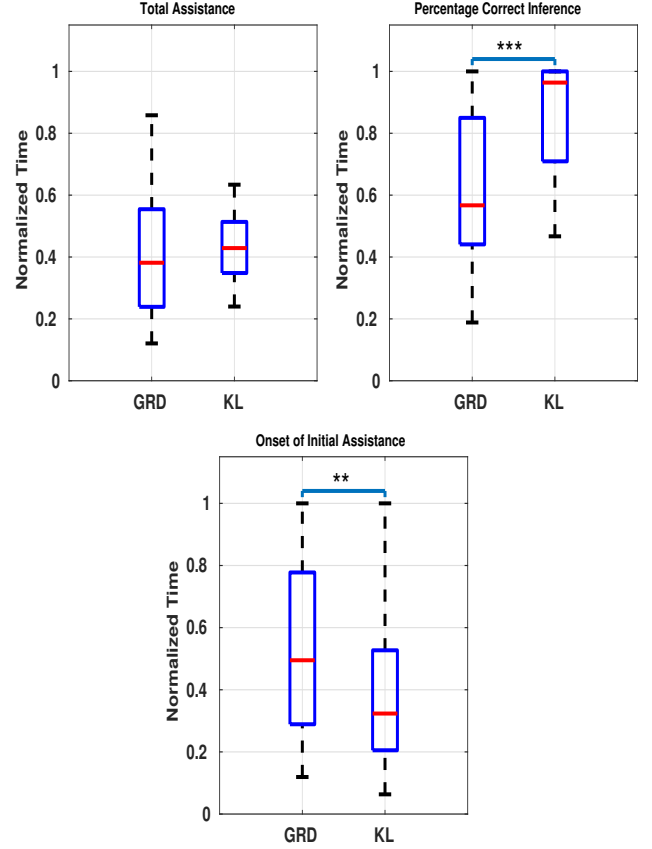 Total Assistance
Normalized Time
1
0.8
0.6
0.4
0.2
0
GRD KL
Percentage Correct Inference
***
Normalized Time
1
0.8
0.6
0.4
0.2
0
GRD KL
Onset of Initial Assistance
**
Normalized Time
1
0.8
0.6
0.4
0.2
0
GRD KL